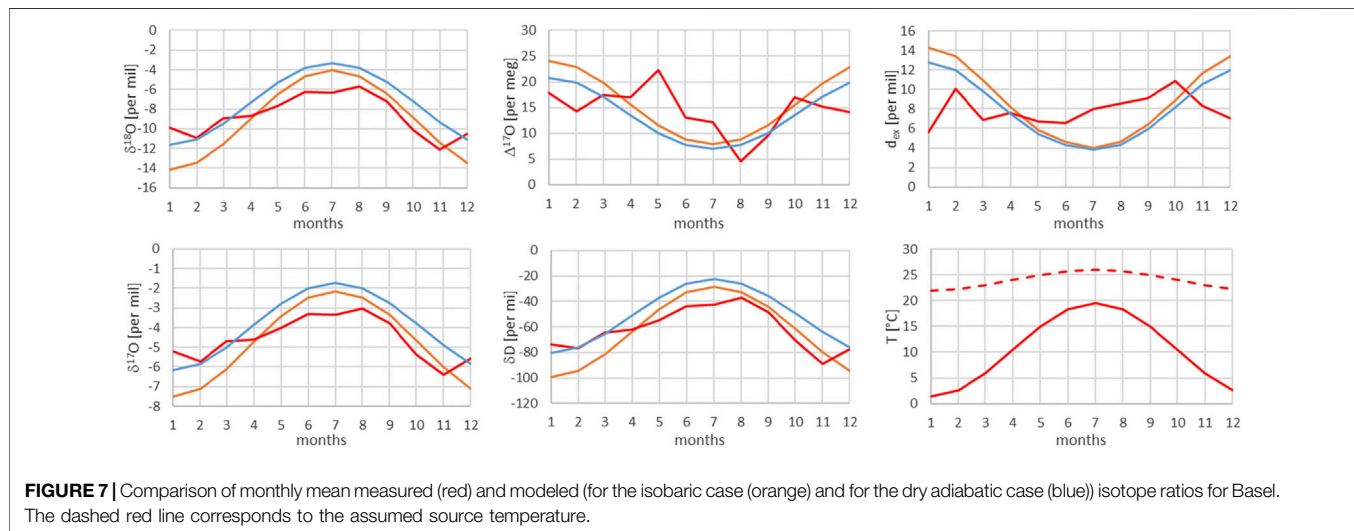 0
-2
-4
-6
-8
-10
-12
-14
-16
δ¹⁸O [per mil]
1 2 3 4 5 6 7 8 9 10 11 12
months
30
25
20
15
10
5
0
Δ¹⁷O [per meg]
1 2 3 4 5 6 7 8 9 10 11 12
months
16
14
12
10
8
6
4
2
0
dₑₓ [per mil]
1 2 3 4 5 6 7 8 9 10 11 12
months
0
-1
-2
-3
-4
-5
-6
-7
-8
δ¹⁷O [per mil]
1 2 3 4 5 6 7 8 9 10 11 12
months
0
-20
-40
-60
-80
-100
-120
δD [per mi]
1 2 3 4 5 6 7 8 9 10 11 12
months
30
25
20
15
10
5
0
T [°C]
1 2 3 4 5 6 7 8 9 10 11 12
months
FIGURE 7 | Comparison of monthly mean measured (red) and modeled (for the isobaric case (orange) and for the dry adiabatic case (blue)) isotope ratios for Basel.
The dashed red line corresponds to the assumed source temperature.